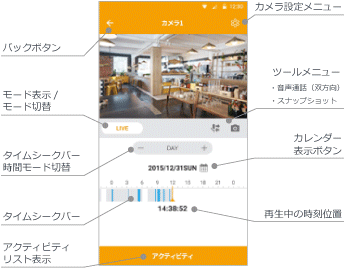 カメラ設定メニュー
12:30
カメラ1
バックボタン
ツールメニュー
・音声通話（双方向）
・スナップショット
モード表示 /
モード切替
LIVE
カレンダー
表示ボタン
タイムシークバー
時間モード切替
− DAY +
2015/12/31SUN
0 3 6 9 12 15 18 21 0
タイムシークバー
14:38:52
再生中の時刻位置
アクティビティ
リスト表示
アクティビティ